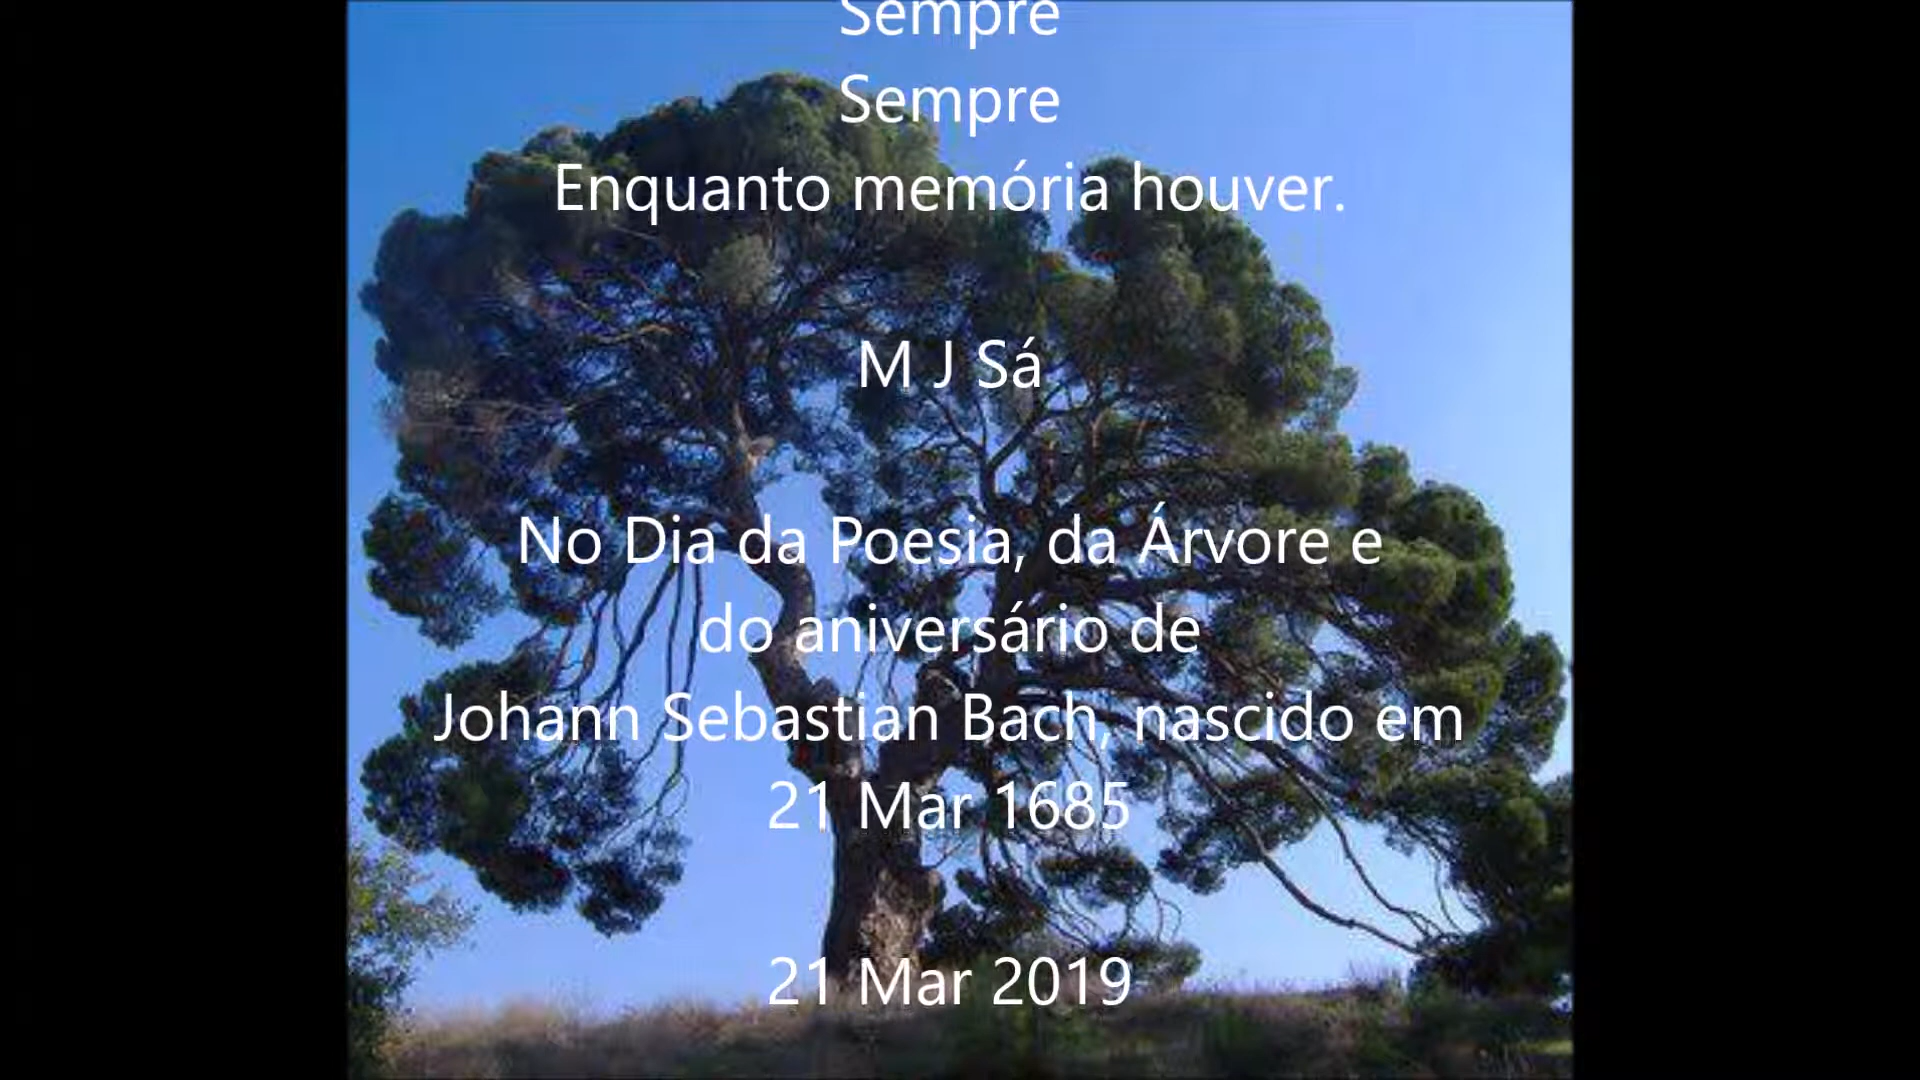 Sempre
Sempre
Enquanto memória houver.
M J Sá
No Dia da Poesia, da Árvore e
do aniversário de
Johann Sebastian Bach, nascido em
21 Mar 1685
21 Mar 2019